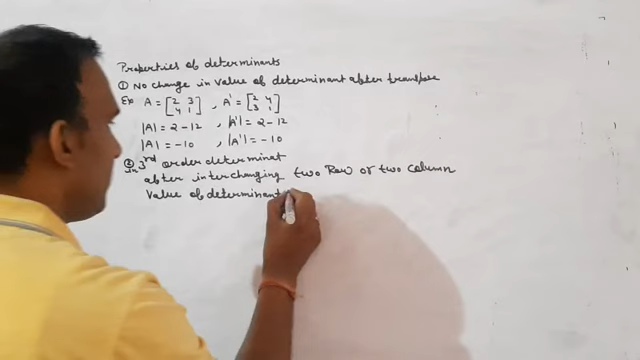 Properties of determinants
① No change in value of determinant after transpose
Ex A = [2 3 4 1] , A' = [2 4 3 1]
|A| = 2 - 12 , |A'| = 2 - 12
|A| = -10 , |A'| = -10
② In 3rd order determinat
after interchanging two Row or two column
value of determinant